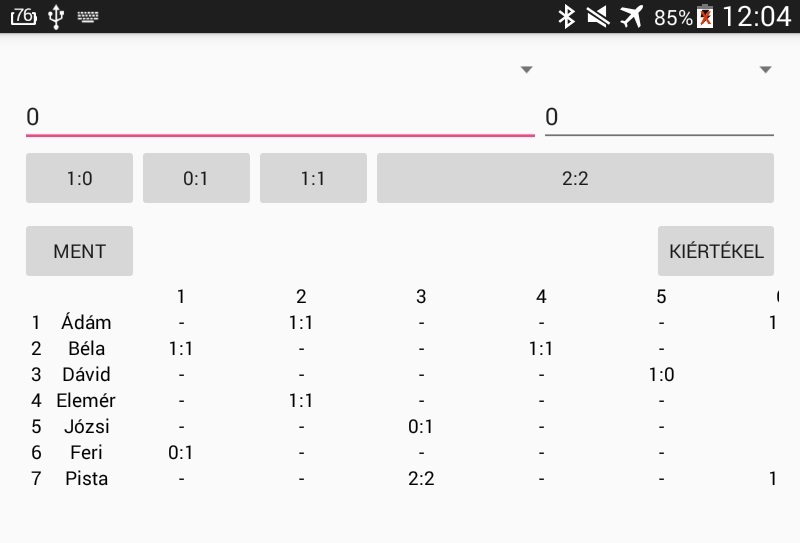 76 85% 12:04
0 0
1:0 0:1 1:1 2:2
MENT KIÉRTÉKEL
1 2 3 4 5
1 Ádám - 1:1 - - - 1
2 Béla 1:1 - - 1:1 -
3 Dávid - - - - 1:0
4 Elemér - 1:1 - - -
5 Józsi - - 0:1 - -
6 Feri 0:1 - - - -
7 Pista - - 2:2 - - 1